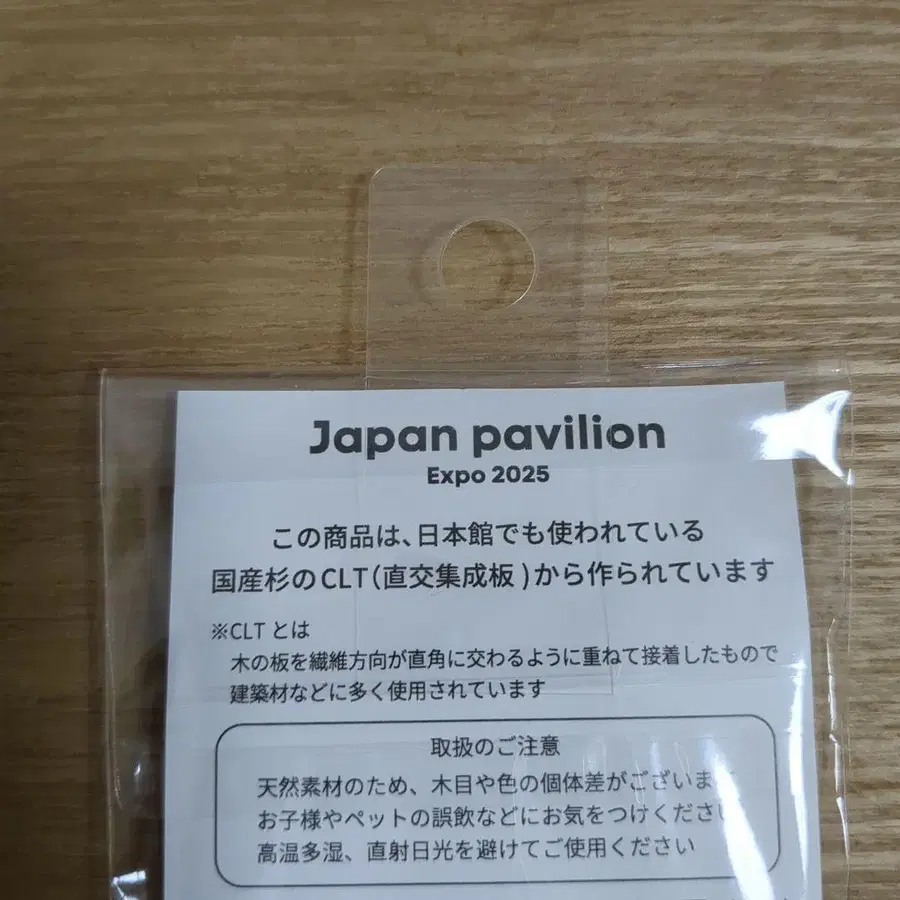 Japan pavilion
Expo 2025
この商品は、日本館でも使われている
国産杉のCLT(直交集成板)から作られています
※CLTとは
木の板を繊維方向が直角に交わるように重ねて接着したもので
建築材などに多く使用されています
取扱のご注意
天然素材のため、木目や色の個体差がございます
お子様やペットの誤飲などにお気をつけください
高温多湿、直射日光を避けてご使用ください